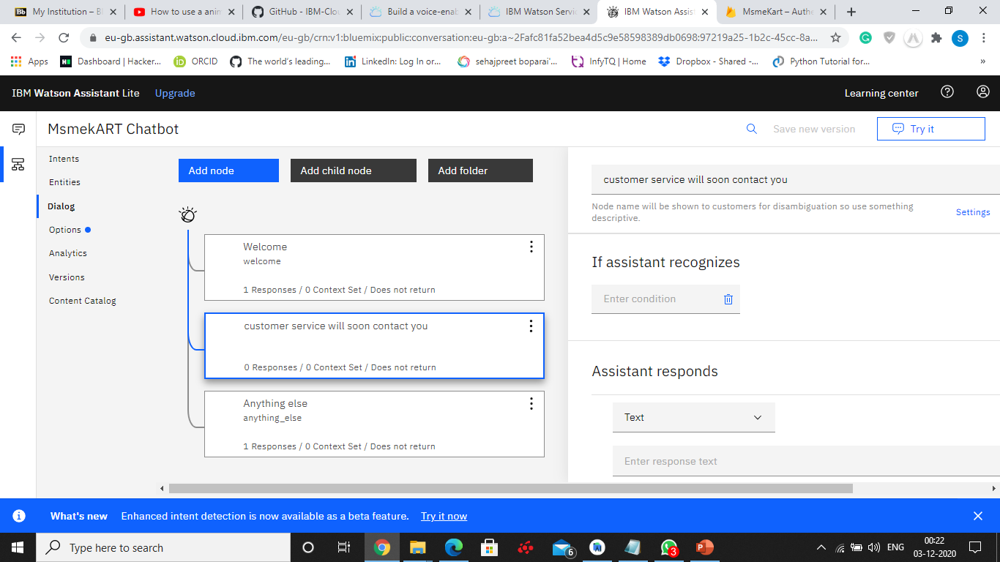 Bb
My Institution – Bl
How to use a anim
GitHub - IBM-Clou
Build a voice-enab
IBM Watson Servic
IBM Watson Assist
MsmeKart – Authe
eu-gb.assistant.watson.cloud.ibm.com/eu-gb/crn:v1:bluemix:public:conversation:eu-gb:a~2Fafc81fa52bea4d5c9e58598389db0698:97219a25-1b2c-45cc-8a...
S
Apps
Dashboard | Hacker...
iD
ORCID
The world's leading...
LinkedIn: Log In or...
sehajpreet boparai'...
InfyTQ | Home
Dropbox - Shared -...
Python Tutorial for...
»
IBM Watson Assistant Lite
Upgrade
Learning center
MsmekART Chatbot
Save new version
Try it
Intents
Entities
Dialog
Options
Analytics
Versions
Content Catalog
Add node
Add child node
Add folder
Welcome
welcome
1 Responses / 0 Context Set / Does not return
customer service will soon contact you
0 Responses / 0 Context Set / Does not return
Anything else
anything_else
1 Responses / 0 Context Set / Does not return
customer service will soon contact you
Node name will be shown to customers for disambiguation so use something
descriptive.
Settings
If assistant recognizes
Enter condition
Assistant responds
Text
Enter response text
What's new
Enhanced intent detection is now available as a beta feature.
Try it now
Type here to search
6
3
ENG
00:22
03-12-2020